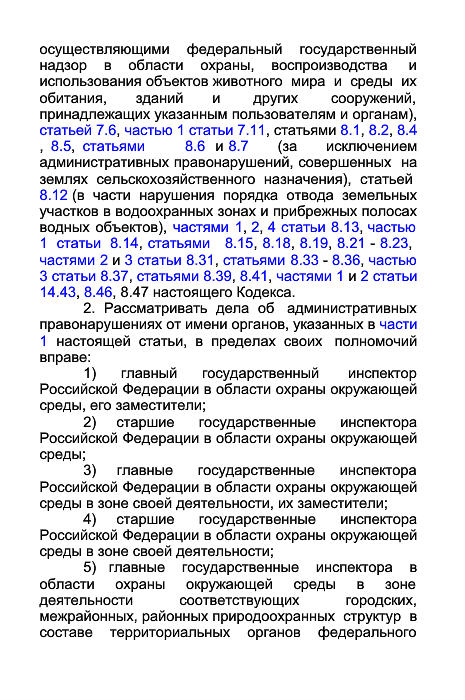 осуществляющими федеральный государственный
надзор в области охраны, воспроизводства и
использования объектов животного мира и среды их
обитания, зданий и других сооружений,
принадлежащих указанным пользователям и органам),
статьей 7.6, частью 1 статьи 7.11, статьями 8.1, 8.2, 8.4
, 8.5, статьями 8.6 и 8.7 (за исключением
административных правонарушений, совершенных на
землях сельскохозяйственного назначения), статьей
8.12 (в части нарушения порядка отвода земельных
участков в водоохранных зонах и прибрежных полосах
водных объектов), частями 1, 2, 4 статьи 8.13, частью
1 статьи 8.14, статьями 8.15, 8.18, 8.19, 8.21 - 8.23,
частями 2 и 3 статьи 8.31, статьями 8.33 - 8.36, частью
3 статьи 8.37, статьями 8.39, 8.41, частями 1 и 2 статьи
14.43, 8.46, 8.47 настоящего Кодекса.
2. Рассматривать дела об административных
правонарушениях от имени органов, указанных в части
1 настоящей статьи, в пределах своих полномочий
вправе:
1) главный государственный инспектор
Российской Федерации в области охраны окружающей
среды, его заместители;
2) старшие государственные инспектора
Российской Федерации в области охраны окружающей
среды;
3) главные государственные инспектора
Российской Федерации в области охраны окружающей
среды в зоне своей деятельности, их заместители;
4) старшие государственные инспектора
Российской Федерации в области охраны окружающей
среды в зоне своей деятельности;
5) главные государственные инспектора в
области охраны окружающей среды в зоне
деятельности соответствующих городских,
межрайонных, районных природоохранных структур в
составе территориальных органов федерального